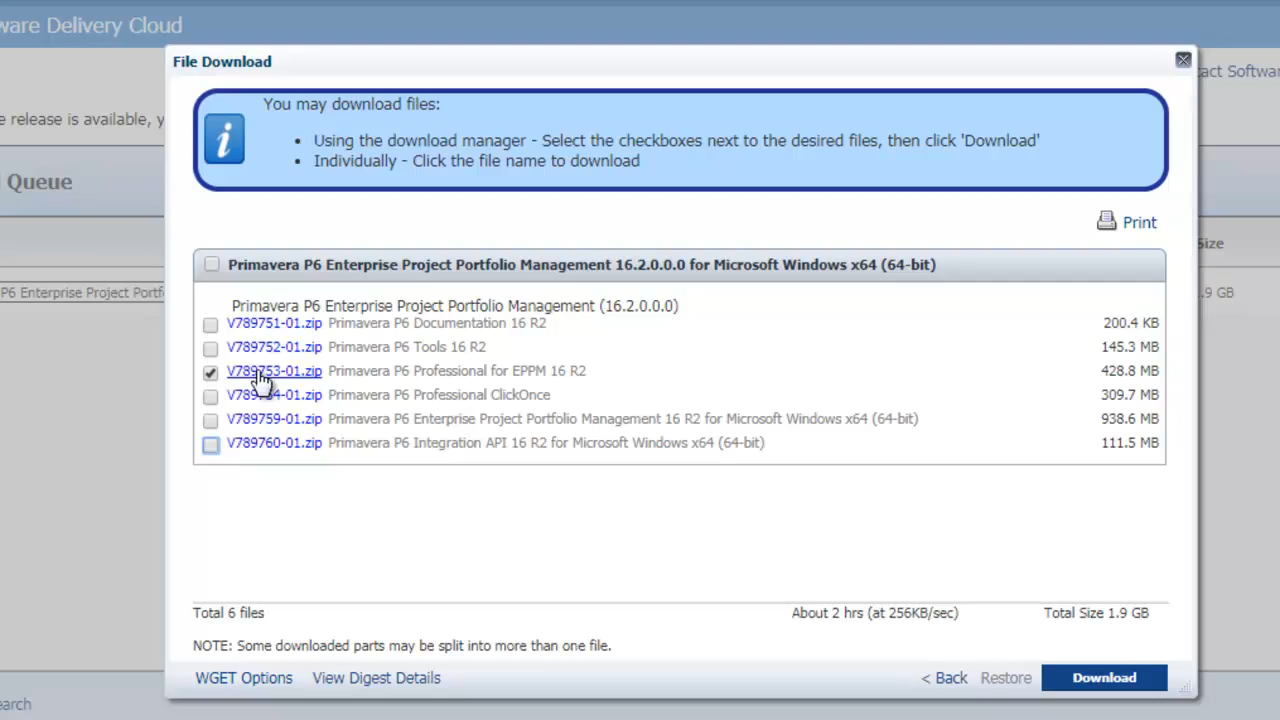 ware Delivery Cloud
File Download
tact Softwar
You may download files:
• Using the download manager - Select the checkboxes next to the desired files, then click 'Download'
• Individually - Click the file name to download
e release is available, y
Queue
Print
Size
Primavera P6 Enterprise Project Portfolio Management 16.2.0.0.0 for Microsoft Windows x64 (64-bit)
P6 Enterprise Project Portf
.9 GB
Primavera P6 Enterprise Project Portfolio Management (16.2.0.0.0)
V789751-01.zip Primavera P6 Documentation 16 R2 200.4 KB
V789752-01.zip Primavera P6 Tools 16 R2 145.3 MB
V789753-01.zip Primavera P6 Professional for EPPM 16 R2 428.8 MB
V789754-01.zip Primavera P6 Professional ClickOnce 309.7 MB
V789759-01.zip Primavera P6 Enterprise Project Portfolio Management 16 R2 for Microsoft Windows x64 (64-bit) 938.6 MB
V789760-01.zip Primavera P6 Integration API 16 R2 for Microsoft Windows x64 (64-bit) 111.5 MB
Total 6 files About 2 hrs (at 256KB/sec) Total Size 1.9 GB
NOTE: Some downloaded parts may be split into more than one file.
WGET Options View Digest Details < Back Restore Download
earch